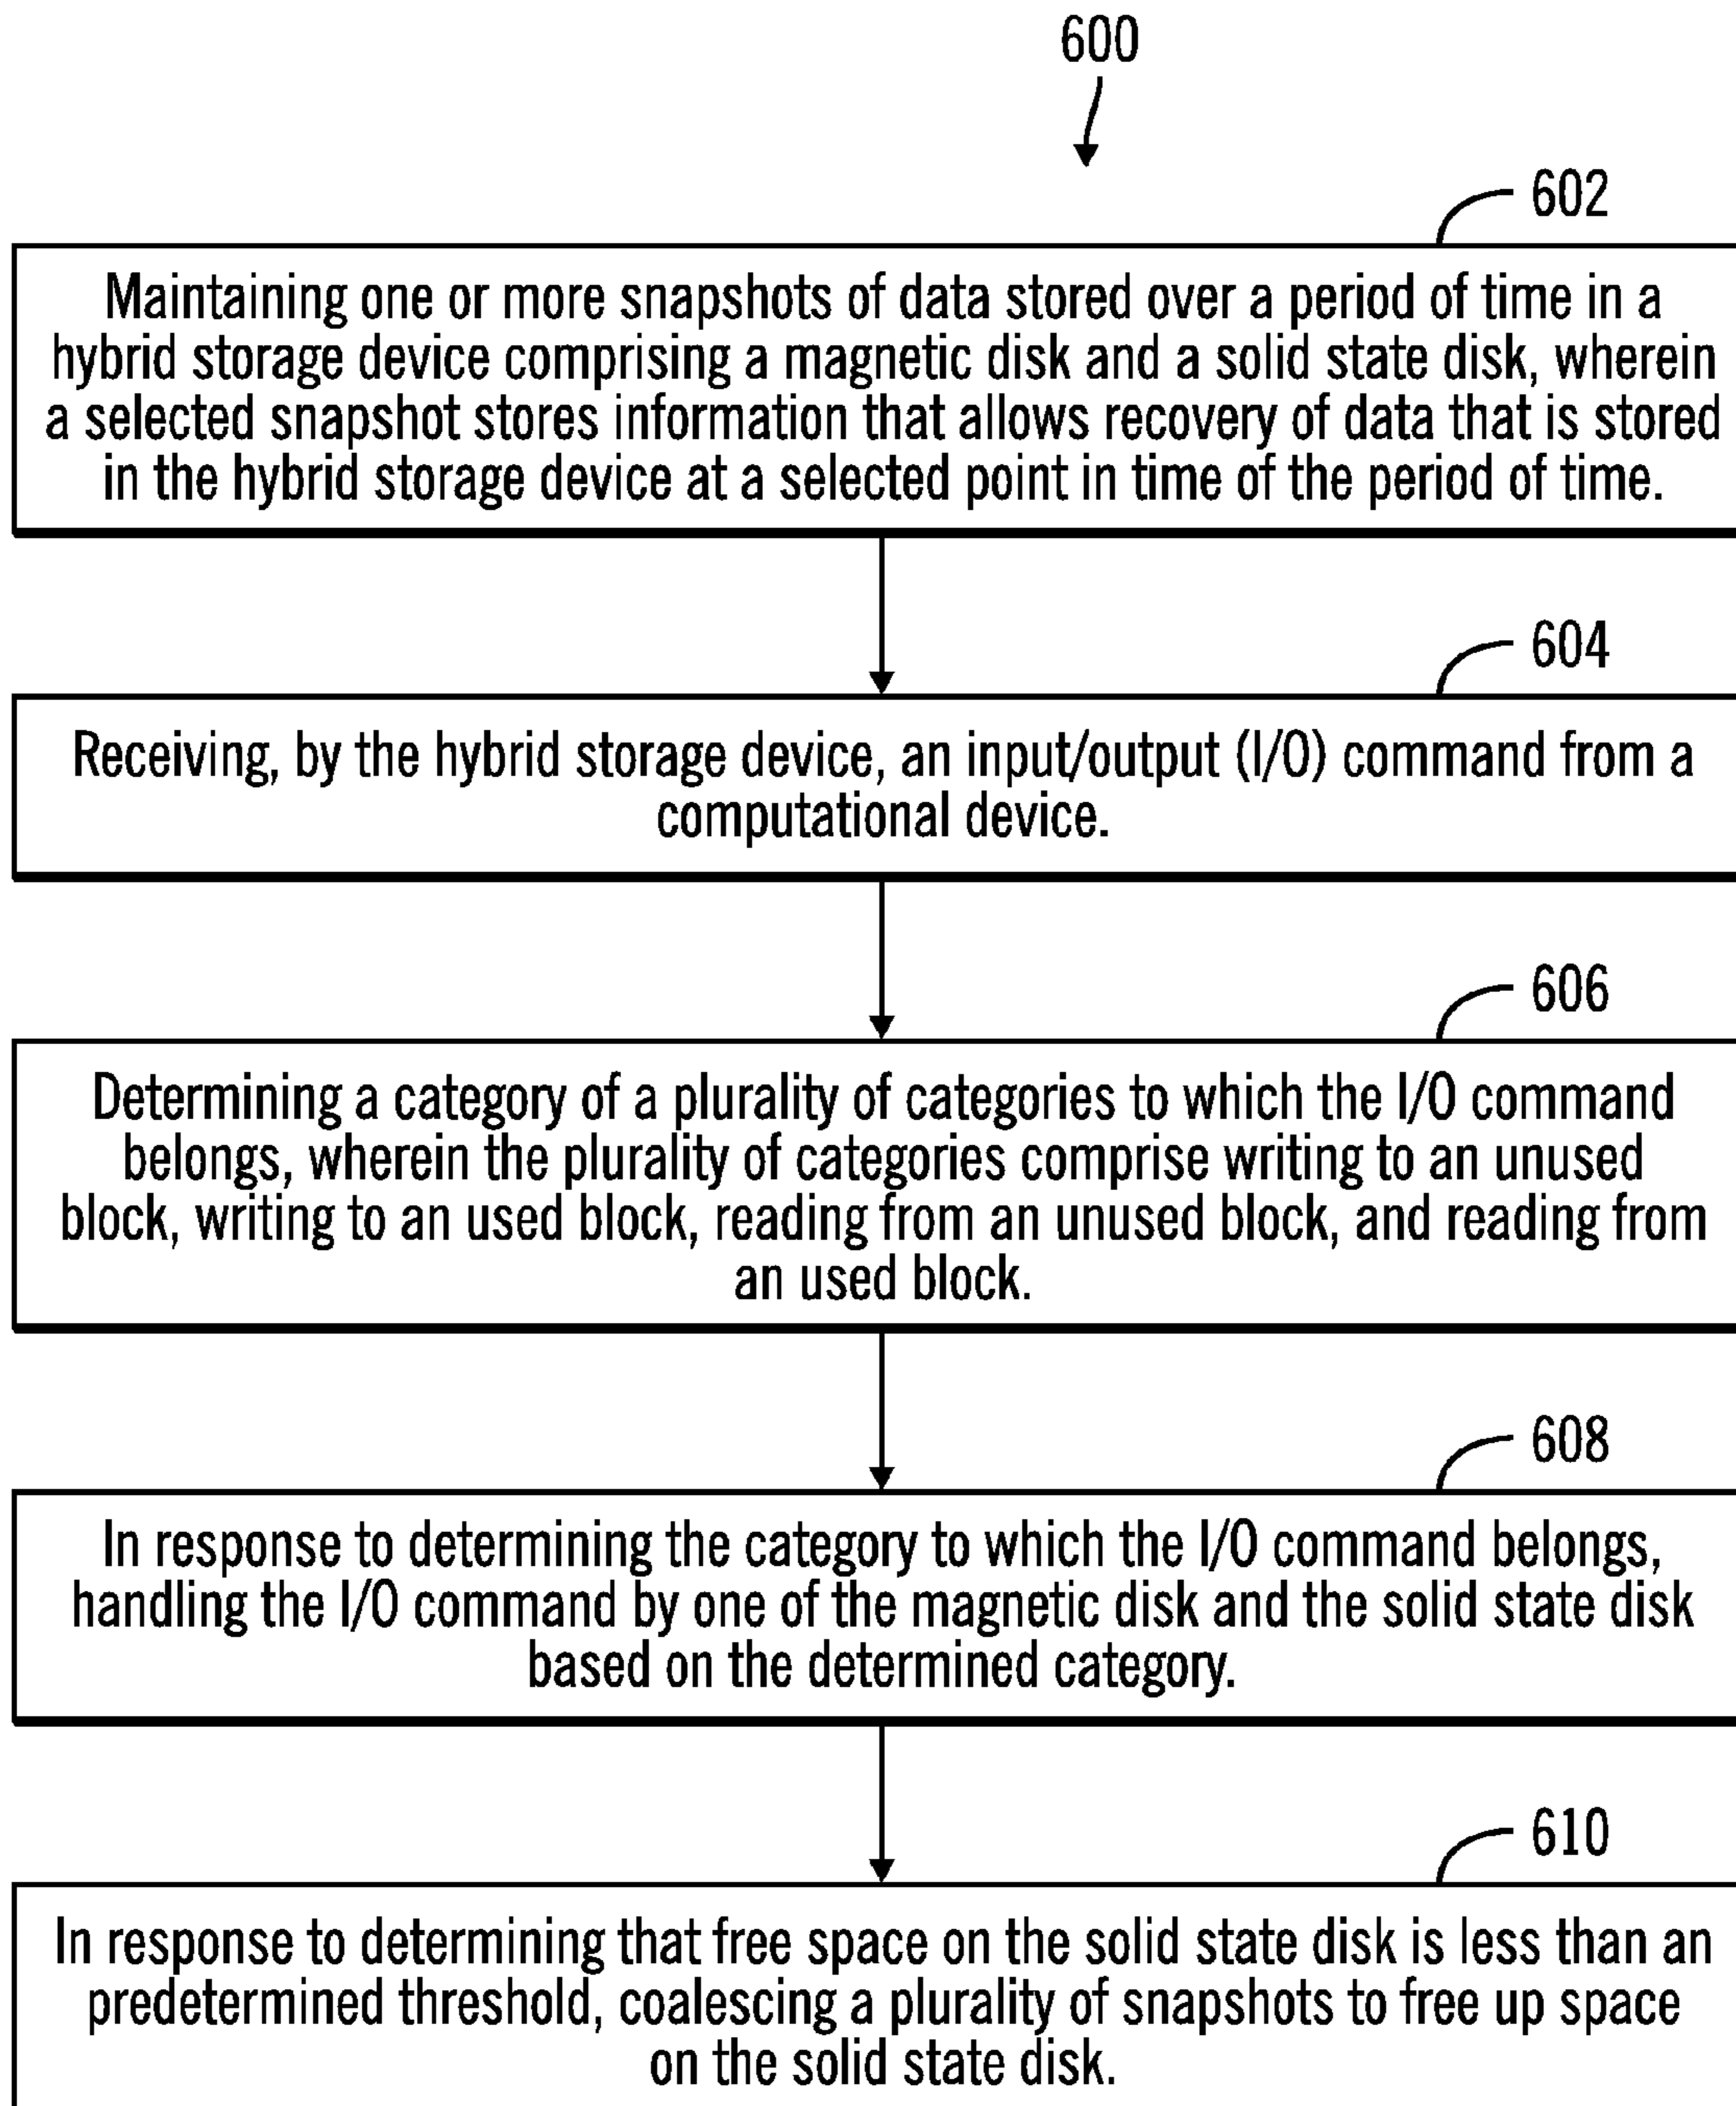 600
602
Maintaining one or more snapshots of data stored over a period of time in a
hybrid storage device comprising a magnetic disk and a solid state disk, wherein
a selected snapshot stores information that allows recovery of data that is stored
in the hybrid storage device at a selected point in time of the period of time.
604
Receiving, by the hybrid storage device, an input/output (I/O) command from a
computational device.
606
Determining a category of a plurality of categories to which the I/O command
belongs, wherein the plurality of categories comprise writing to an unused
block, writing to an used block, reading from an unused block, and reading from
an used block.
608
In response to determining the category to which the I/O command belongs,
handling the I/O command by one of the magnetic disk and the solid state disk
based on the determined category.
610
In response to determining that free space on the solid state disk is less than an
predetermined threshold, coalescing a plurality of snapshots to free up space
on the solid state disk.